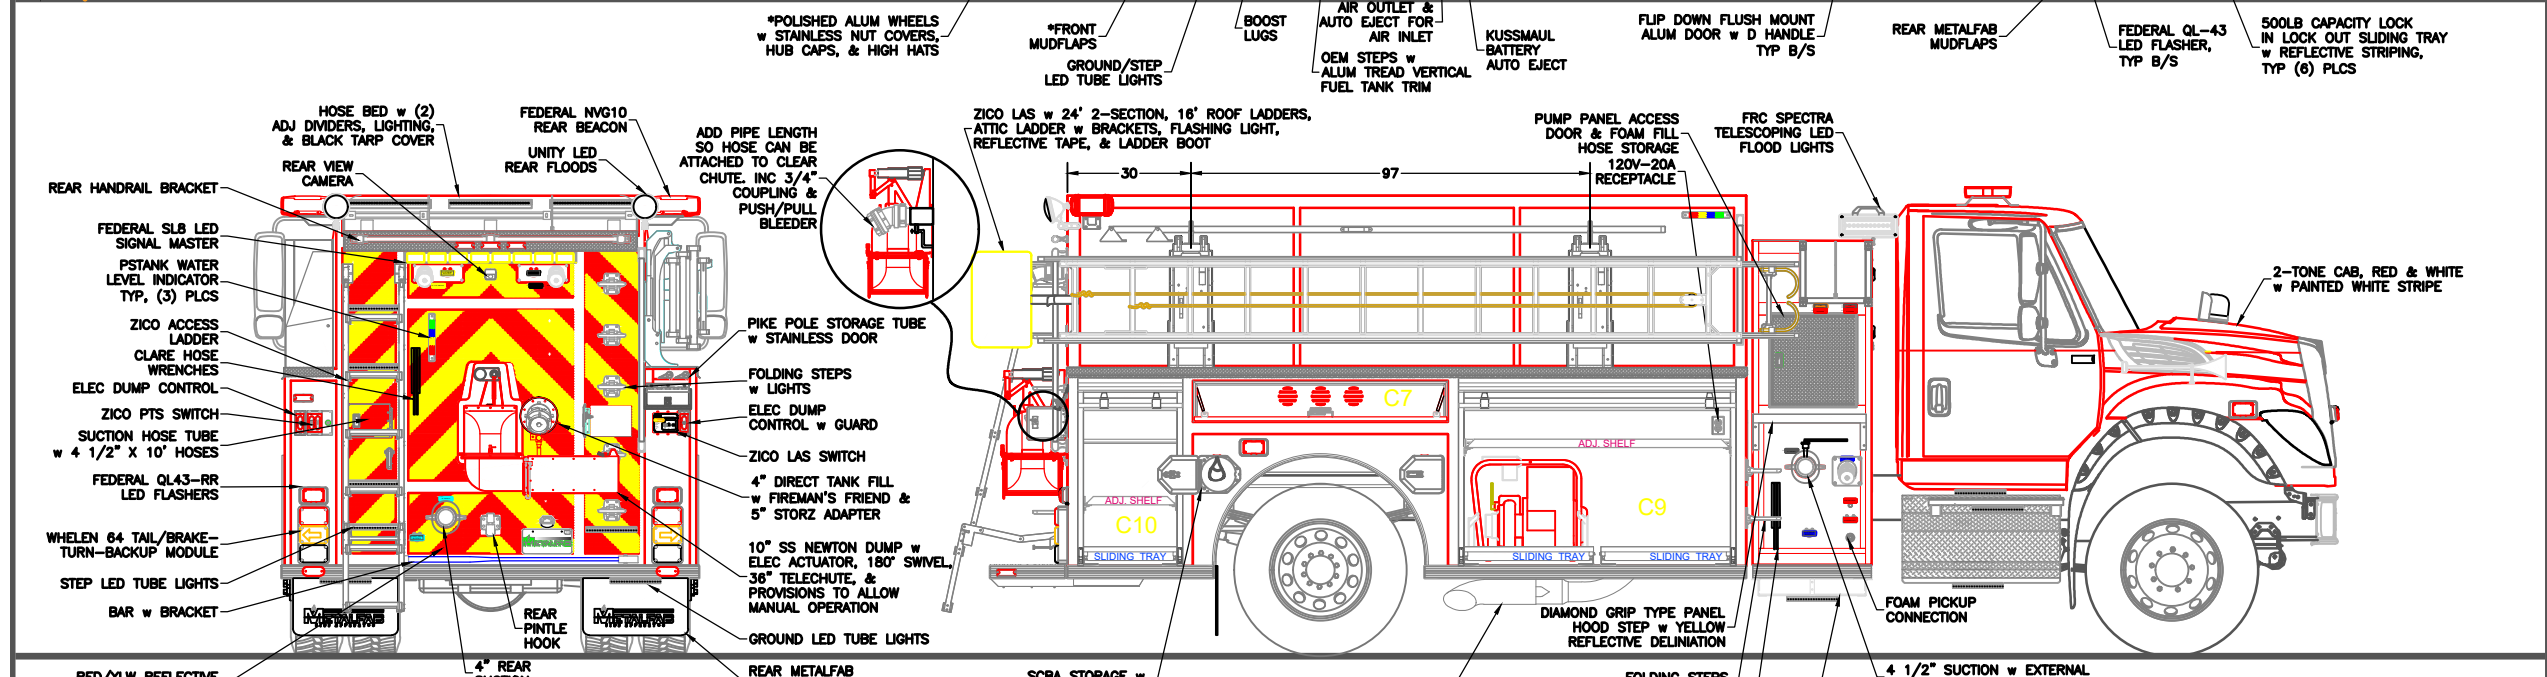 *POLISHED ALUM WHEELS
w STAINLESS NUT COVERS,
HUB CAPS, & HIGH HATS
*FRONT
MUDFLAPS
GROUND/STEP
LED TUBE LIGHTS
BOOST
LUGS
AIR OUTLET &
AUTO EJECT FOR
AIR INLET
OEM STEPS w
ALUM TREAD VERTICAL
FUEL TANK TRIM
KUSSMAUL
BATTERY
AUTO EJECT
FLIP DOWN FLUSH MOUNT
ALUM DOOR w D HANDLE
TYP B/S
REAR METALFAB
MUDFLAPS
FEDERAL QL-43
LED FLASHER,
TYP B/S
500LB CAPACITY LOCK
IN LOCK OUT SLIDING TRAY
w REFLECTIVE STRIPING,
TYP (6) PLCS
HOSE BED w (2)
ADJ DIVIDERS, LIGHTING,
& BLACK TARP COVER
FEDERAL NVG10
REAR BEACON
UNITY LED
REAR FLOODS
REAR VIEW
CAMERA
REAR HANDRAIL BRACKET
FEDERAL SL8 LED
SIGNAL MASTER
PSTANK WATER
LEVEL INDICATOR
TYP, (3) PLCS
ZICO ACCESS
LADDER
CLARE HOSE
WRENCHES
ELEC DUMP CONTROL
ZICO PTS SWITCH
SUCTION HOSE TUBE
w 4 1/2" X 10' HOSES
FEDERAL QL43-RR
LED FLASHERS
WHELEN 64 TAIL/BRAKE-
TURN-BACKUP MODULE
STEP LED TUBE LIGHTS
BAR w BRACKET
RED/YLW REFLECTIVE
METALFAB
METALFAB
REAR
PINTLE
HOOK
4" REAR
SUCTION
ADD PIPE LENGTH
SO HOSE CAN BE
ATTACHED TO CLEAR
CHUTE. INC 3/4"
COUPLING &
PUSH/PULL
BLEEDER
PIKE POLE STORAGE TUBE
w STAINLESS DOOR
FOLDING STEPS
w LIGHTS
ELEC DUMP
CONTROL w GUARD
ZICO LAS SWITCH
4" DIRECT TANK FILL
w FIREMAN'S FRIEND &
5" STORZ ADAPTER
10" SS NEWTON DUMP w
ELEC ACTUATOR, 180° SWIVEL,
36" TELECHUTE, &
PROVISIONS TO ALLOW
MANUAL OPERATION
GROUND LED TUBE LIGHTS
REAR METALFAB
ZICO LAS w 24' 2-SECTION, 16' ROOF LADDERS,
ATTIC LADDER w BRACKETS, FLASHING LIGHT,
REFLECTIVE TAPE, & LADDER BOOT
30
97
PUMP PANEL ACCESS
DOOR & FOAM FILL
HOSE STORAGE
120V-20A
RECEPTACLE
FRC SPECTRA
TELESCOPING LED
FLOOD LIGHTS
2-TONE CAB, RED & WHITE
w PAINTED WHITE STRIPE
C7
ADJ. SHELF
ADJ. SHELF
C10
C9
SLIDING TRAY
SLIDING TRAY
SLIDING TRAY
DIAMOND GRIP TYPE PANEL
HOOD STEP w YELLOW
REFLECTIVE DELINIATION
FOAM PICKUP
CONNECTION
SCBA STORAGE w
FOLDING STEPS
4 1/2" SUCTION w EXTERNAL